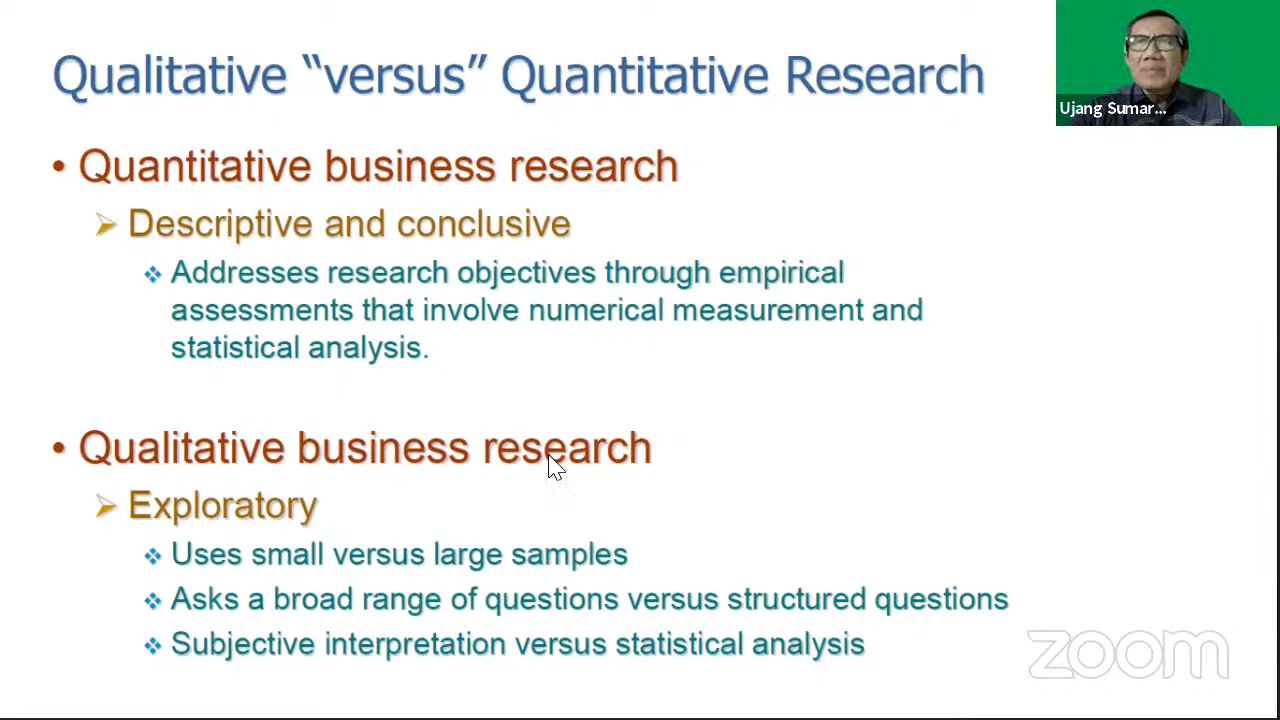 Qualitative “versus” Quantitative Research
Ujang Sumar...
• Quantitative business research
Descriptive and conclusive
Addresses research objectives through empirical
assessments that involve numerical measurement and
statistical analysis.
• Qualitative business research
Exploratory
Uses small versus large samples
Asks a broad range of questions versus structured questions
Subjective interpretation versus statistical analysis
zoom